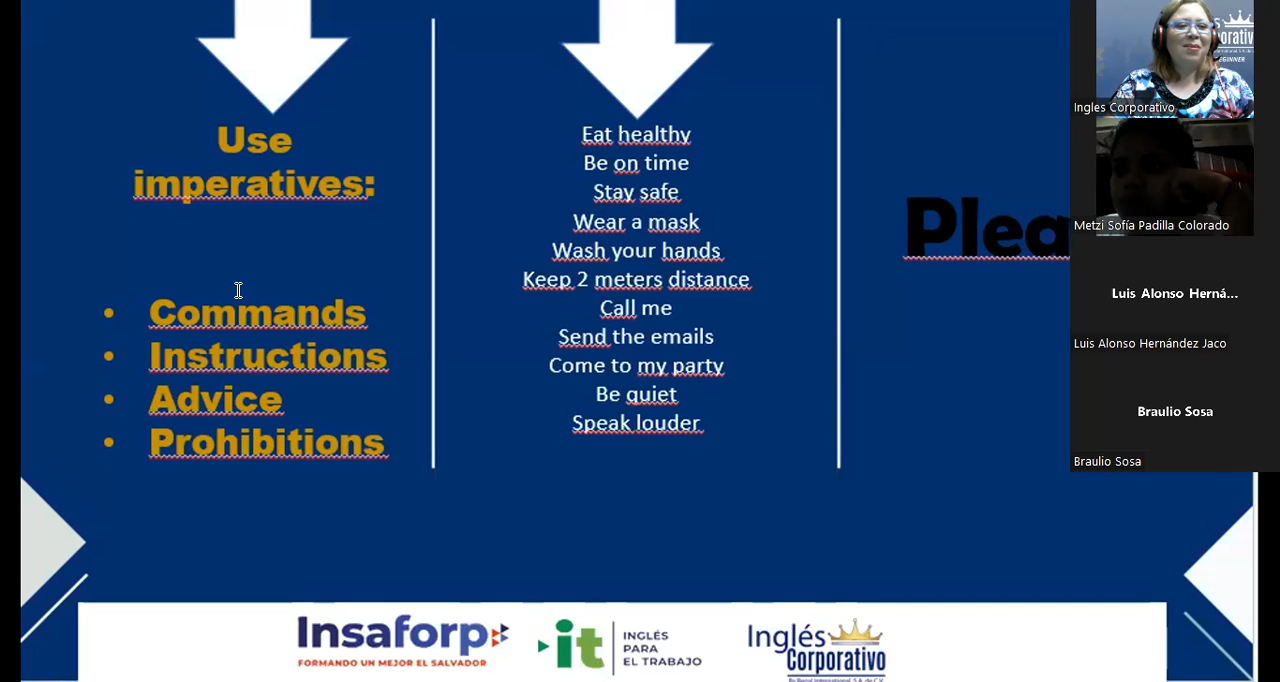 Use
imperatives:
Commands
Instructions
Advice
Prohibitions
Eat healthy
Be on time
Stay safe
Wear a mask
Wash your hands
Keep 2 meters distance
Call me
Send the emails
Come to my party
Be quiet
Speak louder
Plea
Ingles Corporativo
Metzi Sofía Padilla Colorado
Luis Alonso Herná...
Luis Alonso Hernández Jaco
Braulio Sosa
Braulio Sosa
Insaforp
FORMANDO UN MEJOR EL SALVADOR
it
INGLÉS
PARA
EL TRABAJO
Inglés
Corporativo